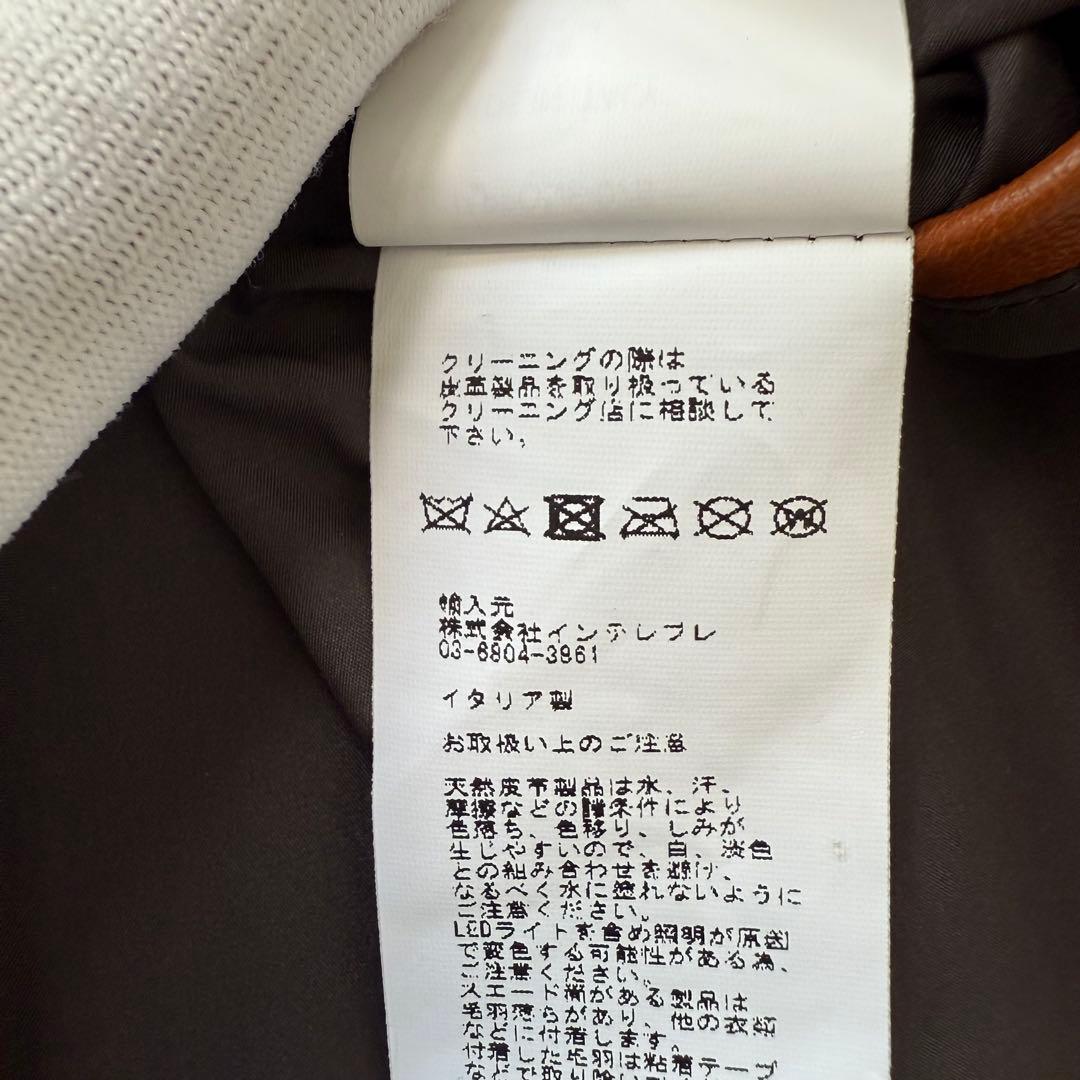 クリーニングの際は
皮革製品を取り扱っている
クリーニング店に相談して
下さい。
輸入元
株式会社インテレプレ
03-6804-3861
イタリア製
お取扱い上のご注意
天然皮革製品は水、汗、
摩擦などの諸条件により
色落ち、色移り、しみが
生じやすいので、白、淡色
との組み合わせを避け、
なるべく水に塗れないように
ご注意ください。
LEDライトを含め照明が原因
で変色する可能性がある為、
ご注意ください。
スエード衛がある製品は
毛羽落ちがあり、他の衣類
などに付着します。
付着した毛羽は粘着テープ
などで取り除い